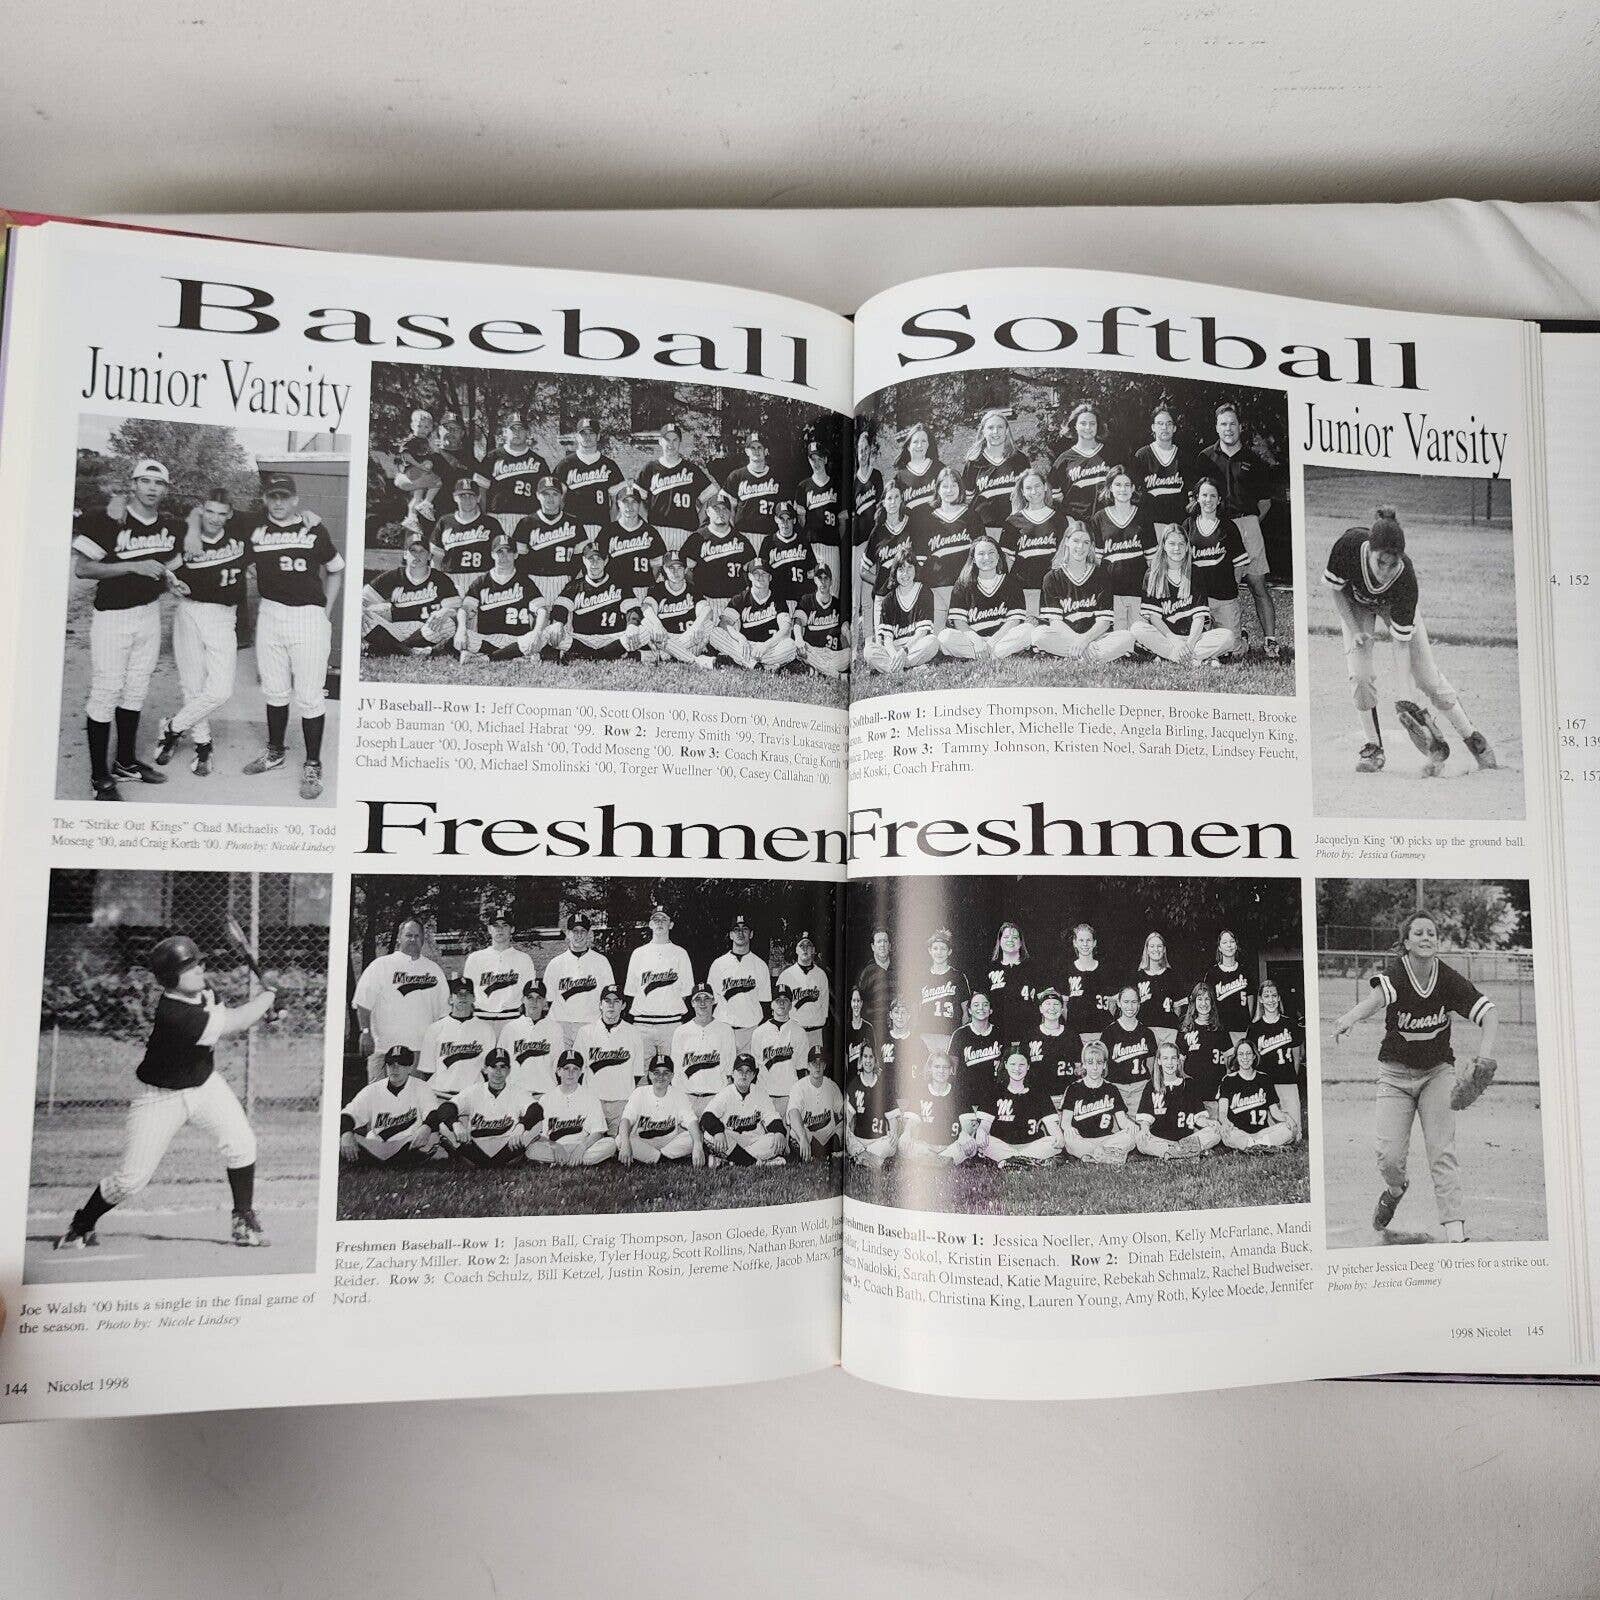 Baseball
Junior Varsity
JV Baseball--Row 1: Jeff Coopman '00, Scott Olson '00, Ross Dorn '00, Andrew Zelinski
Jacob Bauman '00, Michael Habrat '99. Row 2: Jeremy Smith '99, Travis Lukasavage
Joseph Lauer '00, Joseph Walsh '00, Todd Moseng '00. Row 3: Coach Kraus, Craig Korth
Chad Michaelis '00, Michael Smolinski '00, Torger Wuellner '00, Casey Callahan '00.
The "Strike Out Kings" Chad Michaelis '00, Todd
Moseng '00, and Craig Korth '00. Photo by: Nicole Lindsey
Freshmen
Freshmen Baseball--Row 1: Jason Ball, Craig Thompson, Jason Gloede, Ryan Woldt,
Rue, Zachary Miller. Row 2: Jason Meiske, Tyler Houg, Scott Rollins, Nathan Boren,
Reider. Row 3: Coach Schulz, Bill Ketzel, Justin Rosin, Jereme Noffke, Jacob Marx,
Nord.
Joe Walsh '00 hits a single in the final game of
the season. Photo by: Nicole Lindsey
144 Nicolet 1998
Softball
Junior Varsity
Softball--Row 1: Lindsey Thompson, Michelle Depner, Brooke Barnett, Brooke
Row 2: Melissa Mischler, Michelle Tiede, Angela Birling, Jacquelyn King,
Deeg. Row 3: Tammy Johnson, Kristen Noel, Sarah Dietz, Lindsey Feucht,
Koski, Coach Frahm.
Jacquelyn King '00 picks up the ground ball.
Photo by: Jessica Gammey
Freshmen
Baseball--Row 1: Jessica Noeller, Amy Olson, Kelly McFarlane, Mandi
Lindsey Sokol, Kristin Eisenach. Row 2: Dinah Edelstein, Amanda Buck,
Nadolski, Sarah Olmstead, Katie Maguire, Rebekah Schmalz, Rachel Budweiser.
Row 3: Coach Bath, Christina King, Lauren Young, Amy Roth, Kylee Moede, Jennifer
JV pitcher Jessica Deeg '00 tries for a strike out.
Photo by: Jessica Gammey
1998 Nicolet 145
152
167